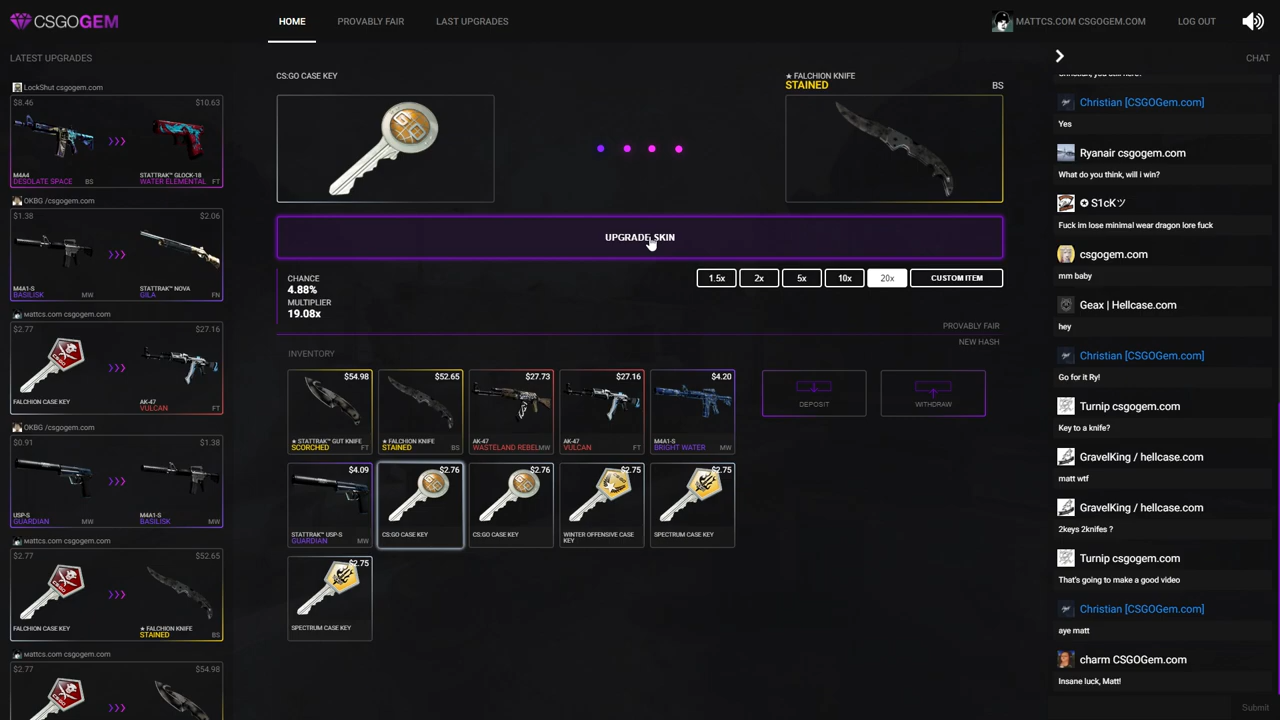 CSGOGEM
HOME
PROVABLY FAIR
LAST UPGRADES
MATTCS.COM CSGOGEM.COM
LOG OUT
LATEST UPGRADES
LockShut csgogem.com
$8.46
$10.63
M4A4
DESOLATE SPACE
BS
STATTRAK™ GLOCK-18
WATER ELEMENTAL
FT
OKBG /csgogem.com
$1.38
$2.06
M4A1-S
BASILISK
MW
STATTRAK™ NOVA
GILA
FN
mattcs.com csgogem.com
$2.77
$27.16
FALCHION CASE KEY
AK-47
VULCAN
FT
OKBG /csgogem.com
$0.91
$1.38
USP-S
GUARDIAN
MW
M4A1-S
BASILISK
MW
mattcs.com csgogem.com
$2.77
$52.65
FALCHION CASE KEY
★ FALCHION KNIFE
STAINED
BS
mattcs.com csgogem.com
$2.77
$54.98
CS:GO CASE KEY
★ FALCHION KNIFE
STAINED
BS
UPGRADE SKIN
CHANCE
4.88%
MULTIPLIER
19.08x
1.5x
2x
5x
10x
20x
CUSTOM ITEM
PROVABLY FAIR
NEW HASH
INVENTORY
$54.98
★ STATTRAK™ GUT KNIFE
SCORCHED
FT
$52.65
★ FALCHION KNIFE
STAINED
BS
$27.73
AK-47
WASTELAND REBEL
MW
$27.16
AK-47
VULCAN
FT
$4.20
M4A1-S
BRIGHT WATER
MW
$4.09
STATTRAK™ USP-S
GUARDIAN
MW
$2.76
CS:GO CASE KEY
$2.76
CS:GO CASE KEY
$2.75
WINTER OFFENSIVE CASE
KEY
$2.75
SPECTRUM CASE KEY
$2.75
SPECTRUM CASE KEY
DEPOSIT
WITHDRAW
CHAT
Christian [CSGOGem.com]
Yes
Ryanair csgogem.com
What do you think, will i win?
✪ S1cKツ
Fuck im lose minimal wear dragon lore fuck
csgogem.com
mm baby
Geax | Hellcase.com
hey
Christian [CSGOGem.com]
Go for it Ry!
Turnip csgogem.com
Key to a knife?
GravelKing / hellcase.com
matt wtf
GravelKing / hellcase.com
2keys 2knifes ?
Turnip csgogem.com
That's going to make a good video
Christian [CSGOGem.com]
aye matt
charm CSGOGem.com
Insane luck, Matt!
Submit